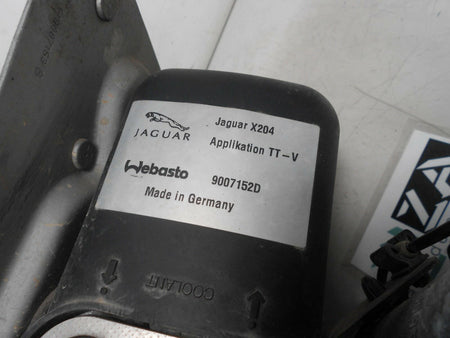 Jaguar X204
JAGUAR
Applikation TT-V
Webasto
9007152D
Made in Germany
COOLANT